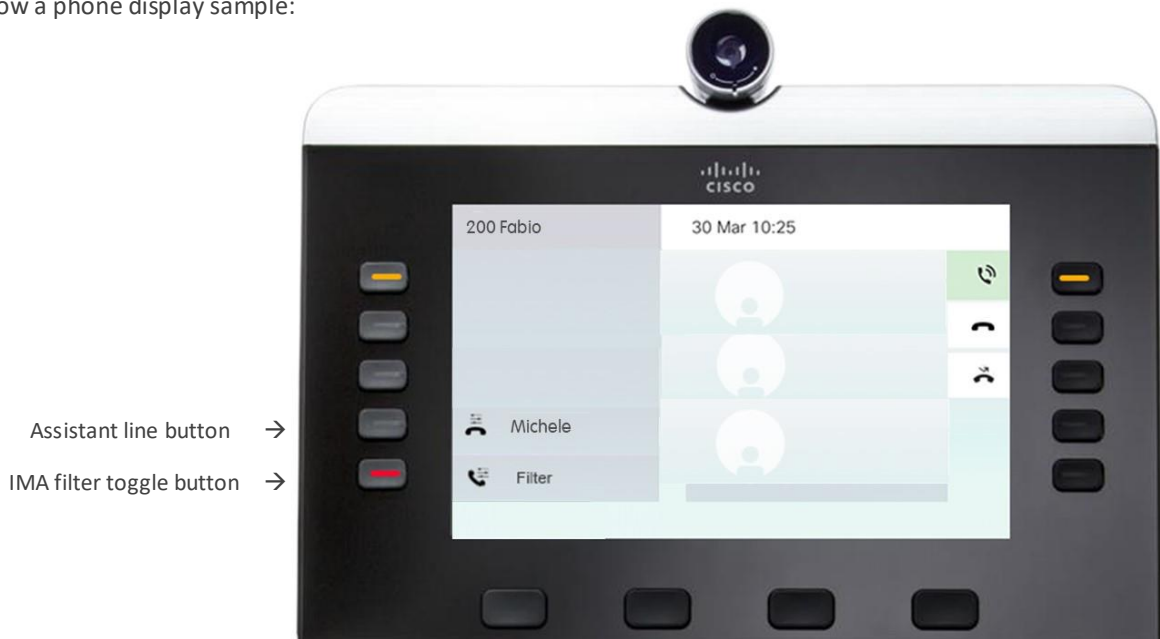 ow a phone display sample:
CISCO
200 Fabio
30 Mar 10:25
Assistant line button →
Michele
IMA filter toggle button →
Filter